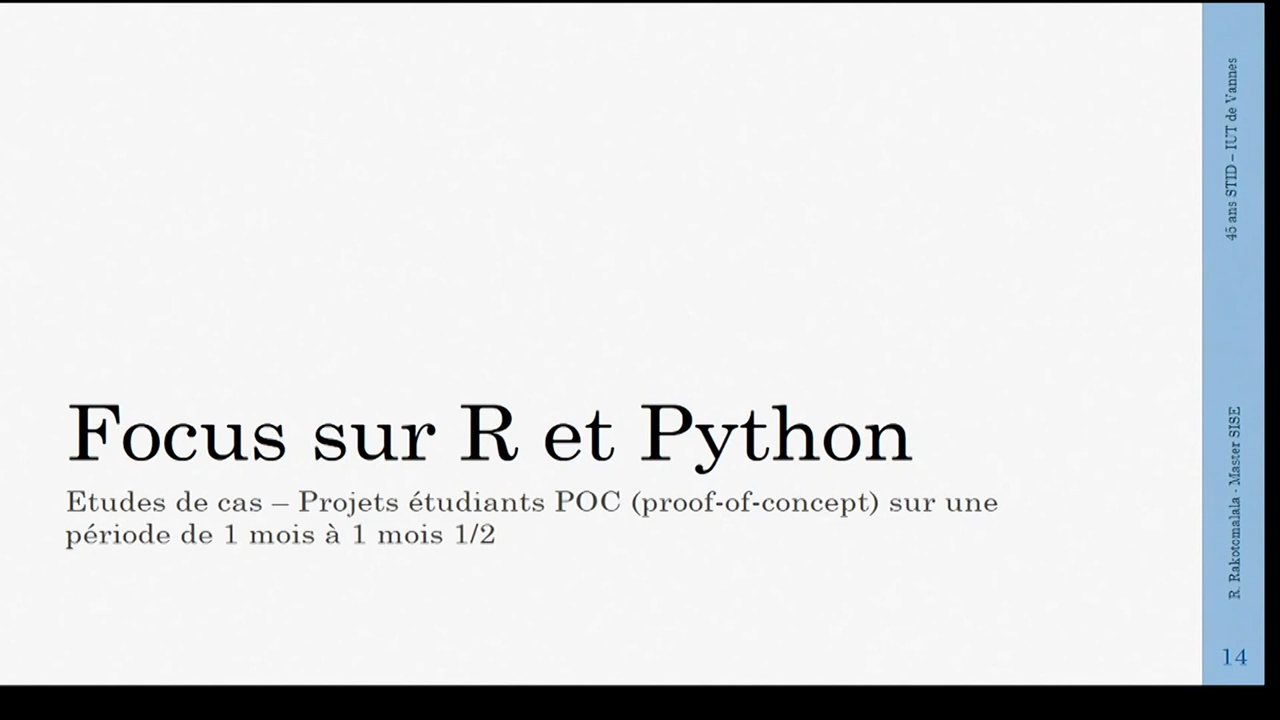 Focus sur R et Python
Etudes de cas – Projets étudiants POC (proof-of-concept) sur une
période de 1 mois à 1 mois 1/2
45 ans STID – IUT de Vannes
R. Rakotomalala - Master SISE
14